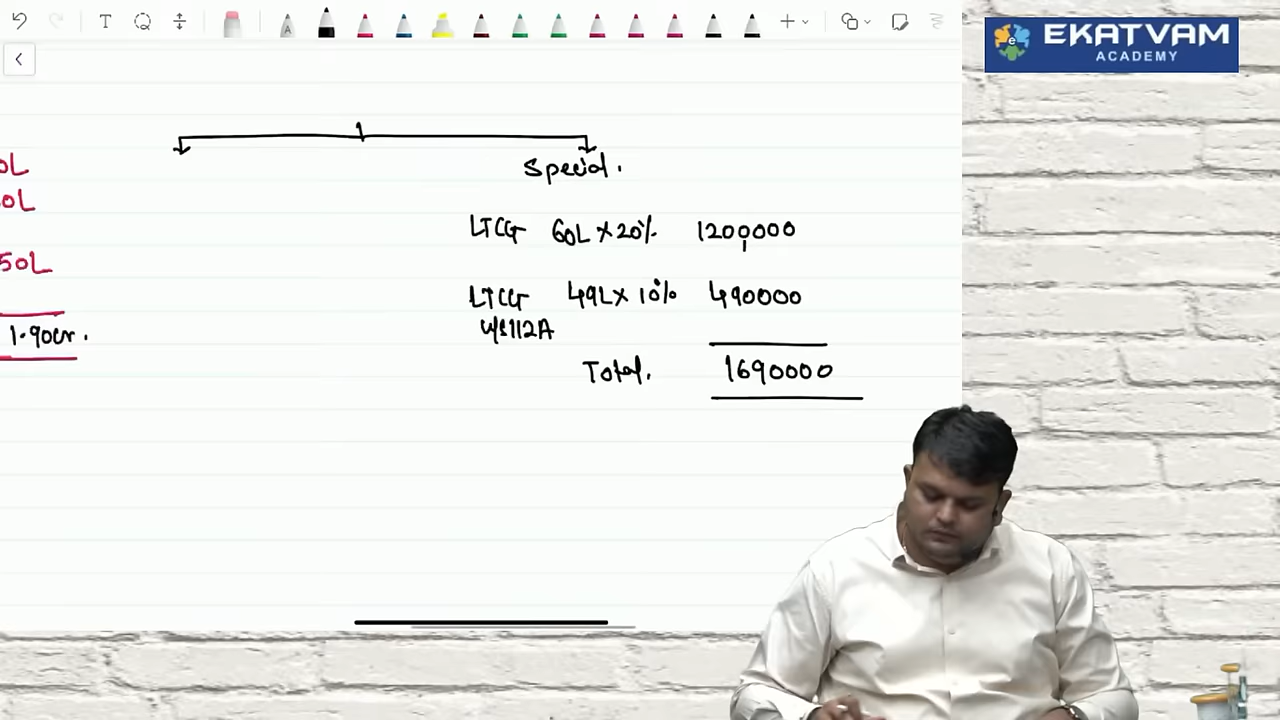 EKATVAM
ACADEMY
Special.
0L
0L
50L
1.90cr.
LTCG 60L × 20% 1200000
LTCG 49L × 10% 490000
u/s 112A
Total. 1690000